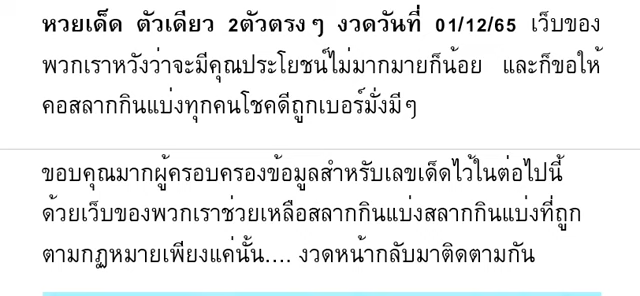 หวยเด็ด ตัวเดียว 2ตัวตรงๆ งวดวันที่ 01/12/65 เว็บของ
พวกเราหวังว่าจะมีคุณประโยชน์ไม่มากมายก็น้อย และก็ขอให้
คอสลากกินแบ่งทุกคนโชคดีถูกเบอร์มั่งมีๆ
ขอบคุณมากผู้ครอบครองข้อมูลสำหรับเลขเด็ดไว้ในต่อไปนี้
ด้วยเว็บของพวกเราช่วยเหลือสลากกินแบ่งสลากกินแบ่งที่ถูก
ตามกฏหมายเพียงแค่นั้น.... งวดหน้ากลับมาติดตามกัน